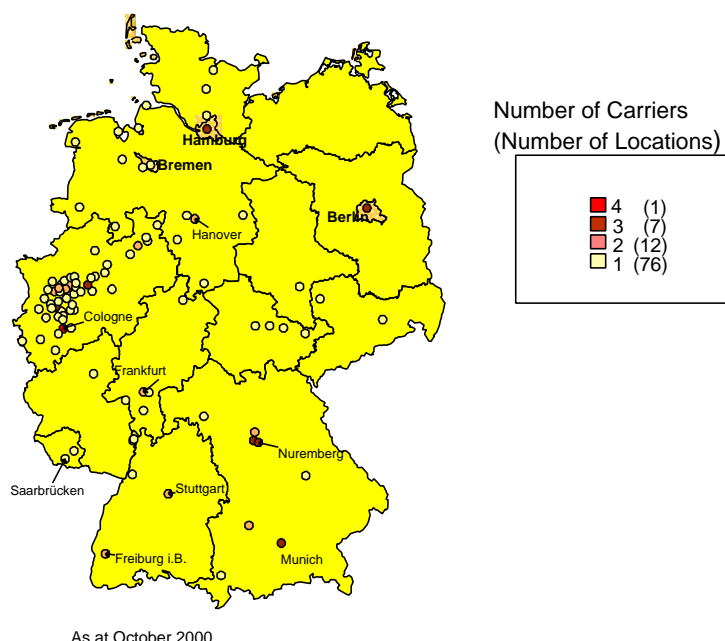 Number of Carriers
(Number of Locations)
4 (1)
3 (7)
2 (12)
1 (76)
Hamburg
Bremen
Berlin
Hanover
Cologne
Frankfurt
Nuremberg
Saarbrücken
Stuttgart
Freiburg i.B.
Munich
As at October 2000